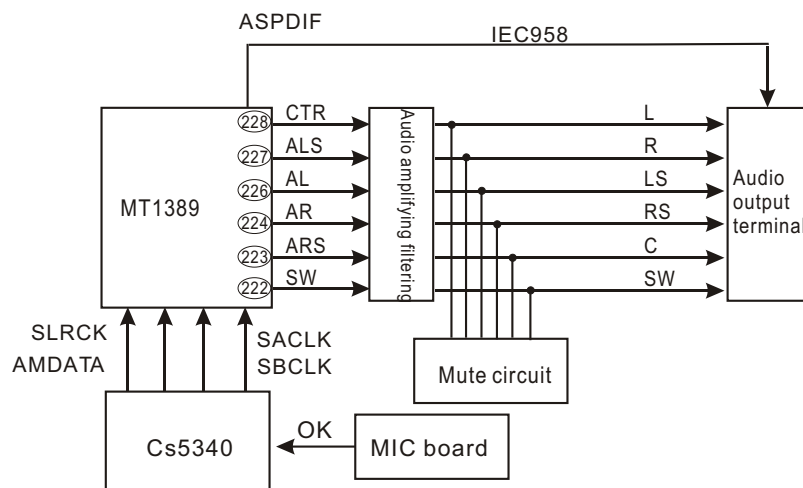 ASPDIF
IEC958
MT1389
228
CTR
227
ALS
226
AL
224
AR
223
ARS
222
SW
Audio amplifying filtering
L
R
LS
RS
C
SW
Audio
output
terminal
SLRCK
AMDATA
SACLK
SBCLK
Mute circuit
Cs5340
OK
MIC board